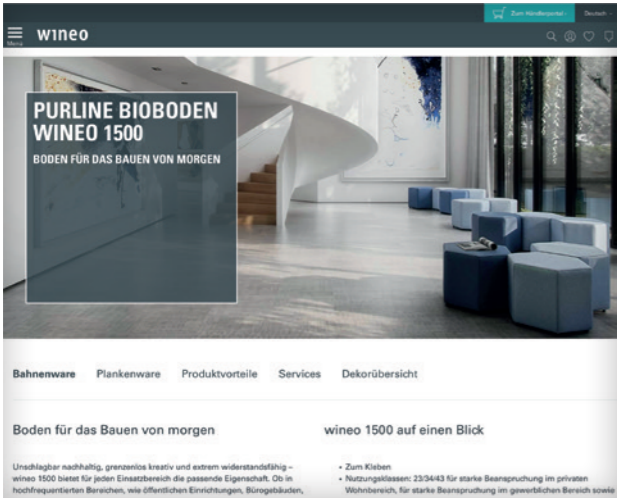 Zum Händlerportal
Deutsch
Menü
wineo
PURLINE BIOBODEN
WINEO 1500
BODEN FÜR DAS BAUEN VON MORGEN
Bahnenware Plankenware Produktvorteile Services Dekorübersicht
Boden für das Bauen von morgen
Unschlagbar nachhaltig, grenzenlos kreativ und extrem widerstandsfähig –
wineo 1500 bietet für jeden Einsatzbereich die passende Eigenschaft. Ob in
hochfrequentierten Bereichen, wie öffentlichen Einrichtungen, Bürogebäuden,
wineo 1500 auf einen Blick
• Zum Kleben
• Nutzungsklassen: 23/34/43 für starke Beanspruchung im privaten
Wohnbereich, für starke Beanspruchung im gewerblichen Bereich sowie